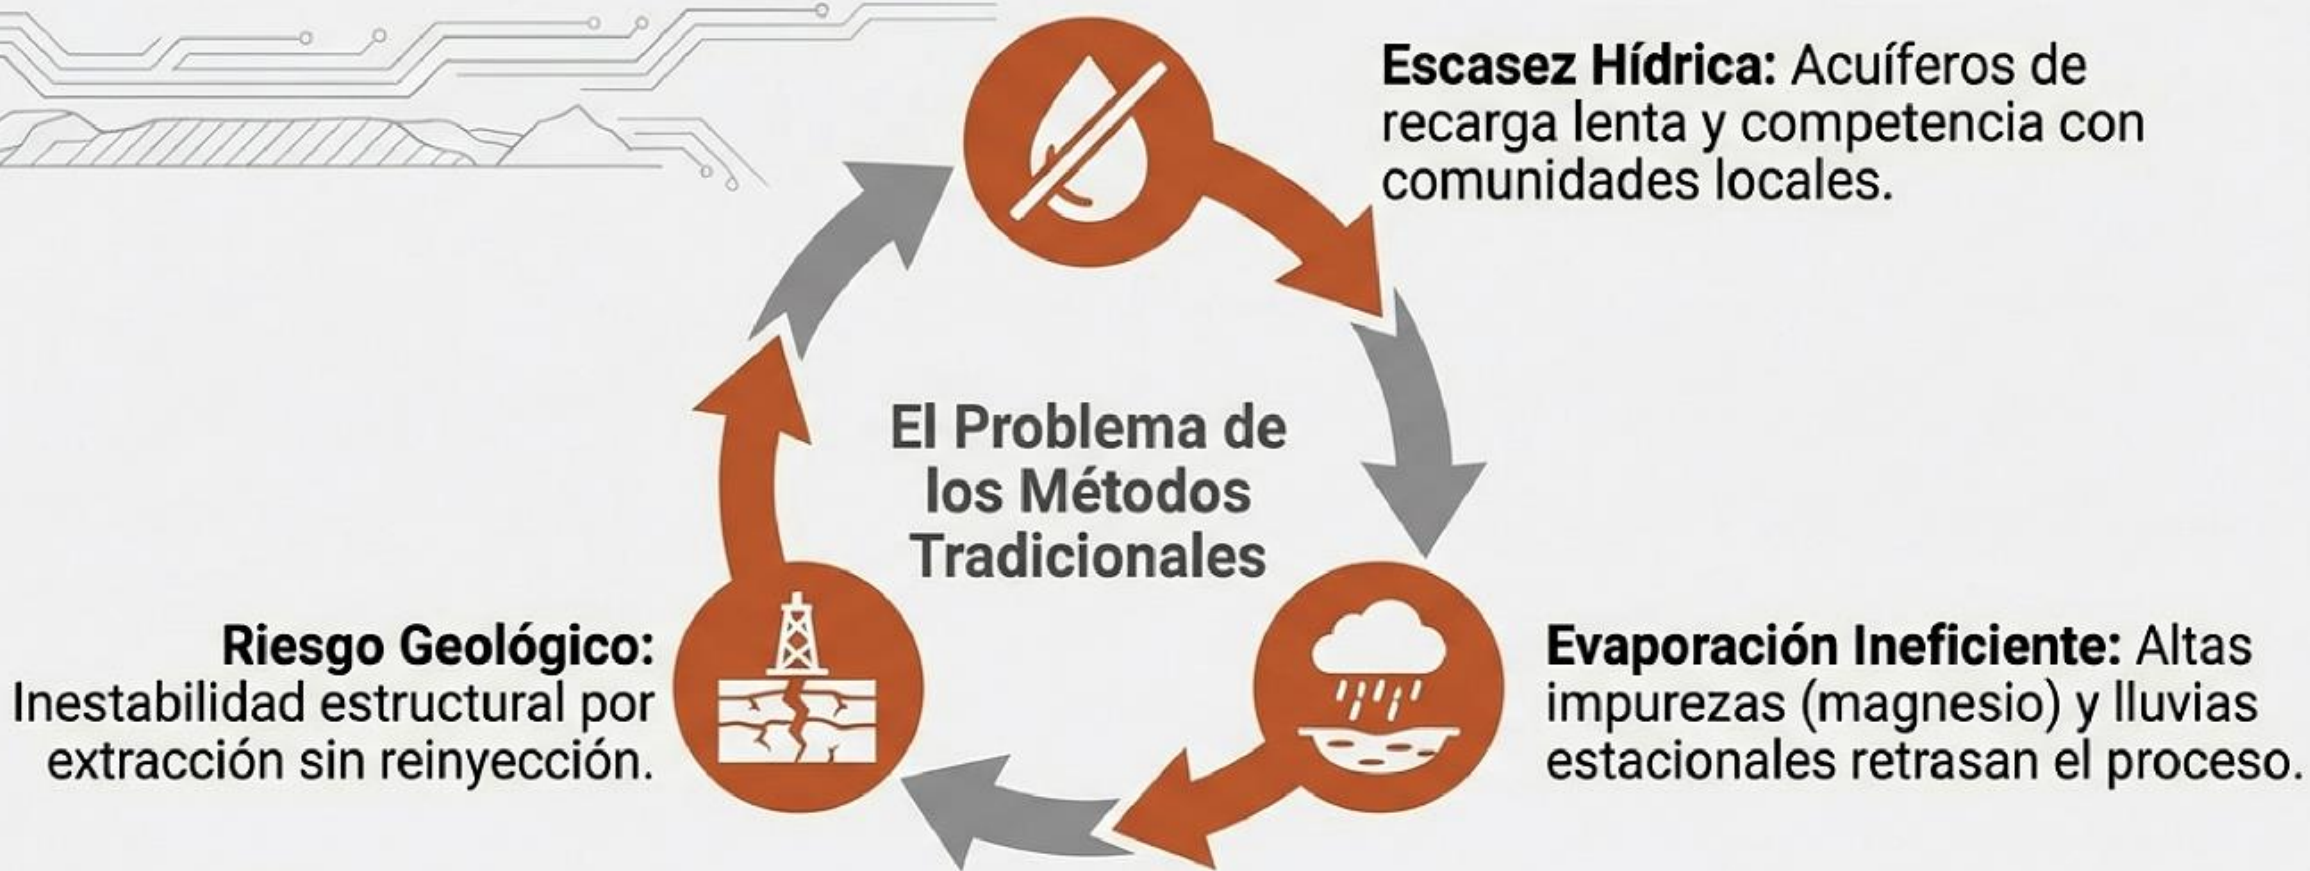 Escasez Hídrica: Acuíferos de
recarga lenta y competencia con
comunidades locales.
El Problema de
los Métodos
Tradicionales
Riesgo Geológico:
Inestabilidad estructural por
extracción sin reinyección.
Evaporación Ineficiente: Altas
impurezas (magnesio) y lluvias
estacionales retrasan el proceso.